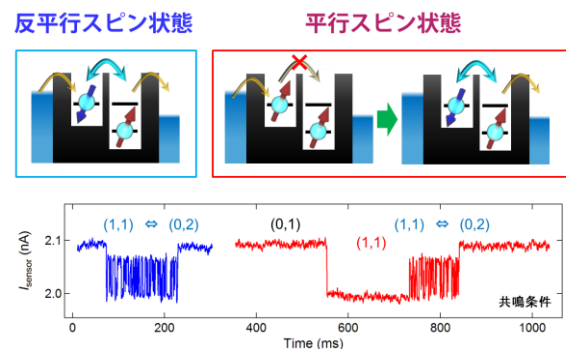 反平行スピン状態
平行スピン状態
(1,1) ⇔ (0,2)
(0,1)
(1,1)
(1,1) ⇔ (0,2)
2.1
2.0
Isensor (nA)
共鳴条件
0
200
400
600
800
1000
Time (ms)